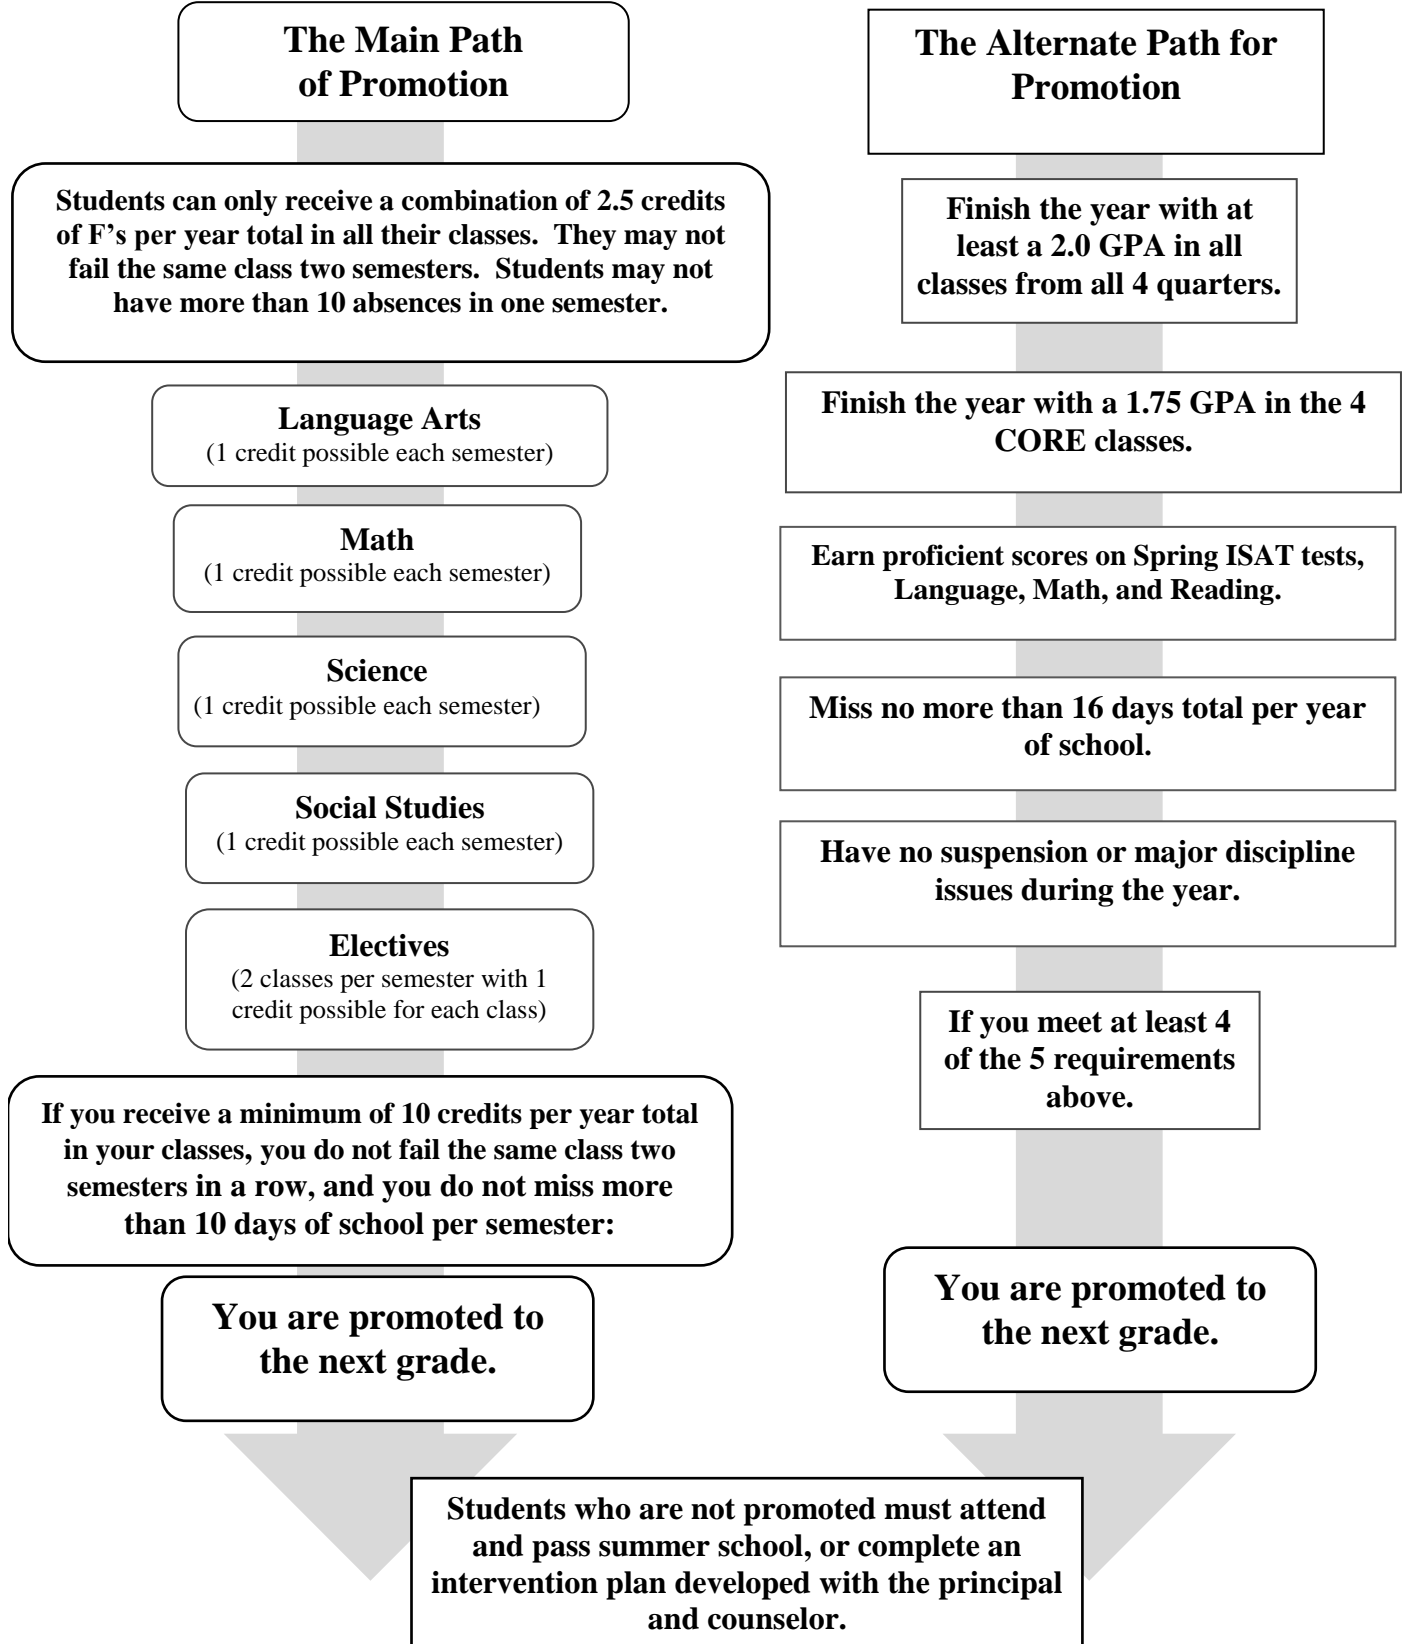 The Main Path
of Promotion
Students can only receive a combination of 2.5 credits
of F's per year total in all their classes.  They may not
fail the same class two semesters.  Students may not
have more than 10 absences in one semester.
Language Arts
(1 credit possible each semester)
Math
(1 credit possible each semester)
Science
(1 credit possible each semester)
Social Studies
(1 credit possible each semester)
Electives
(2 classes per semester with 1
credit possible for each class)
If you receive a minimum of 10 credits per year total
in your classes, you do not fail the same class two
semesters in a row, and you do not miss more
than 10 days of school per semester:
You are promoted to
the next grade.
The Alternate Path for
Promotion
Finish the year with at
least a 2.0 GPA in all
classes from all 4 quarters.
Finish the year with a 1.75 GPA in the 4
CORE classes.
Earn proficient scores on Spring ISAT tests,
Language, Math, and Reading.
Miss no more than 16 days total per year
of school.
Have no suspension or major discipline
issues during the year.
If you meet at least 4
of the 5 requirements
above.
You are promoted to
the next grade.
Students who are not promoted must attend
and pass summer school, or complete an
intervention plan developed with the principal
and counselor.